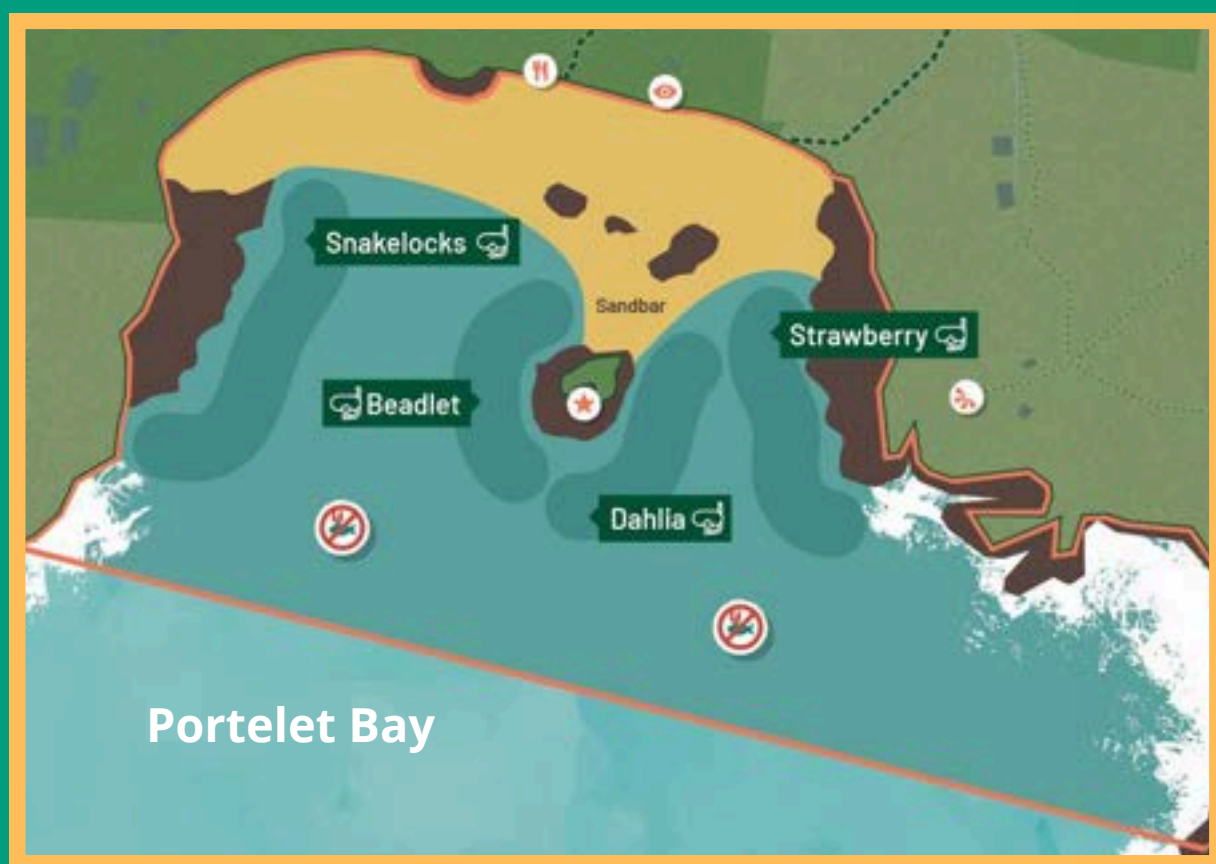 Snakelocks
Sandbar
Strawberry
Beadlet
Dahlia
Portelet Bay